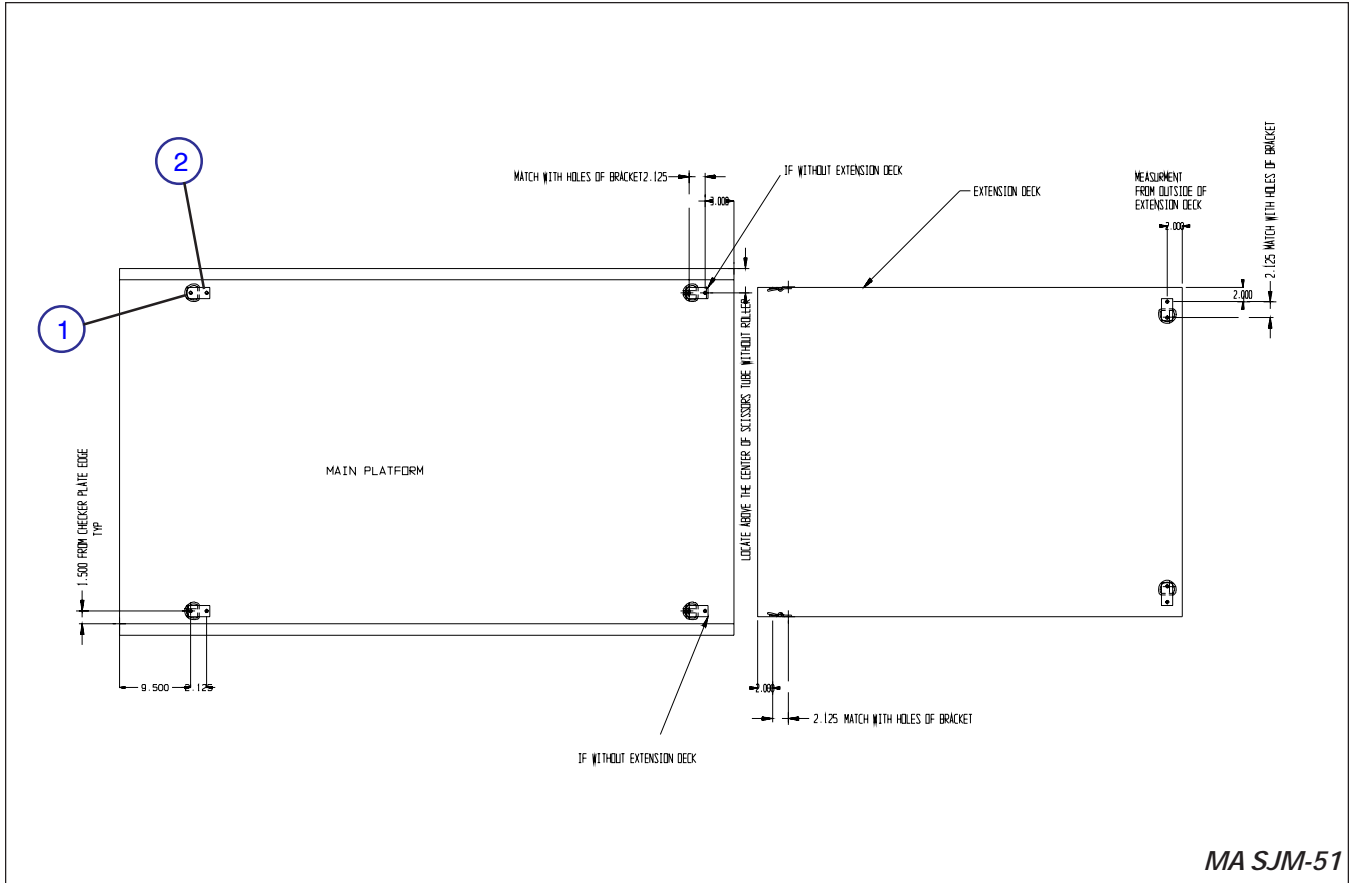 2
1
MATCH WITH HOLES OF BRACKET 2.125
3.000
IF WITHOUT EXTENSION DECK
EXTENSION DECK
MEASURMENT
FROM OUTSIDE OF
EXTENSION DECK
2.000
2.125 MATCH WITH HOLES OF BRACKET
2.000
LOCATE ABOVE THE CENTER OF SCISSORS TUBE WITHOUT ROLLER
MAIN PLATFORM
1.500 FROM CHECKER PLATE EDGE
TYP
9.500
2.125
2.000
2.125 MATCH WITH HOLES OF BRACKET
IF WITHOUT EXTENSION DECK
MA SJM-51